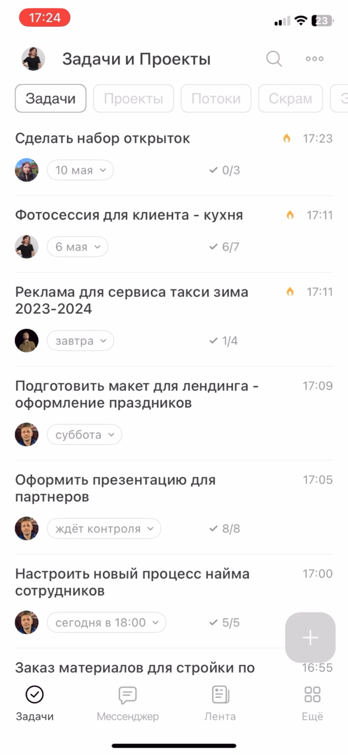 17:24
23
Задачи и Проекты
Задачи
Проекты
Потоки
Скрам
Сделать набор открыток
17:23
10 мая
0/3
Фотосессия для клиента - кухня
17:11
6 мая
6/7
Реклама для сервиса такси зима
2023-2024
17:11
завтра
1/4
Подготовить макет для лендинга -
оформление праздников
17:09
суббота
Оформить презентацию для
партнеров
17:05
ждёт контроля
8/8
Настроить новый процесс найма
сотрудников
17:00
сегодня в 18:00
5/5
Заказ материалов для стройки по
16:55
Задачи
Мессенджер
Лента
Ещё